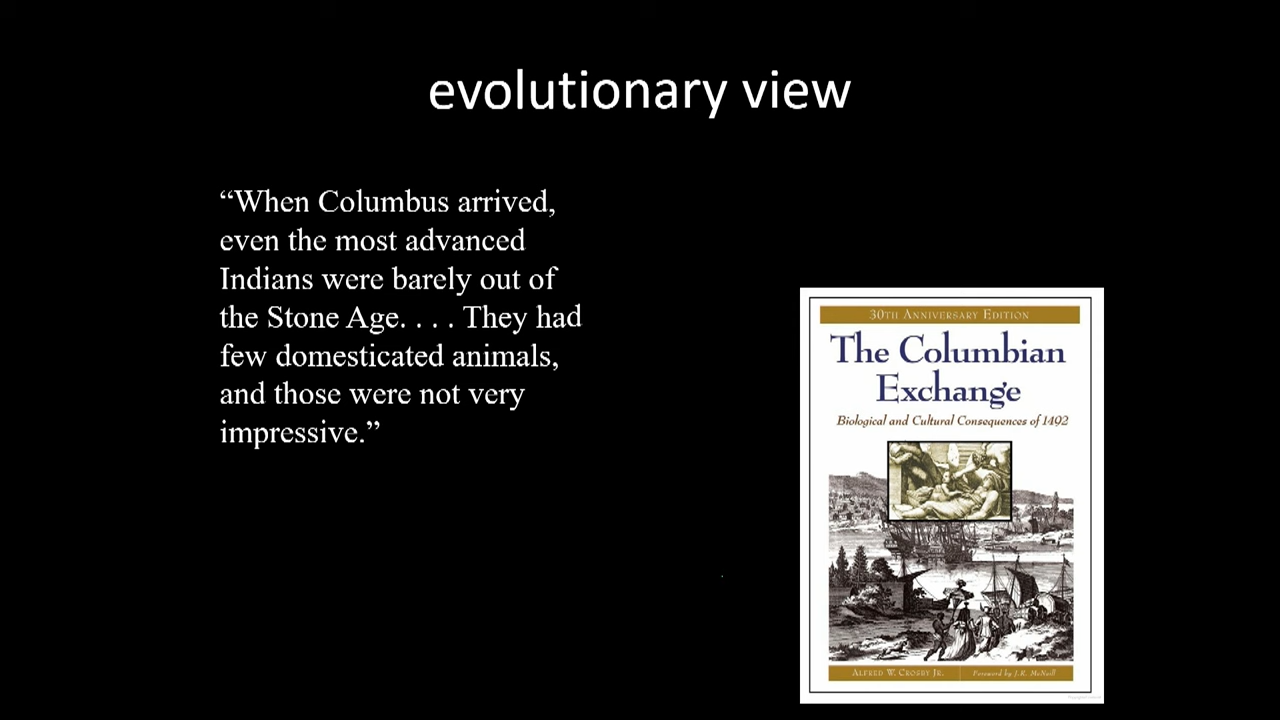 evolutionary view
“When Columbus arrived,
even the most advanced
Indians were barely out of
the Stone Age. . . . They had
few domesticated animals,
and those were not very
impressive.”
30TH ANNIVERSARY EDITION
The Columbian
Exchange
Biological and Cultural Consequences of 1492
ALFRED W. CROSBY JR.
Foreword by J.R. McNeill